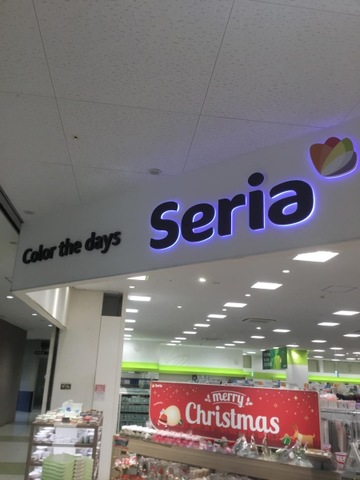 Color the days
Seria
merry
Christmas